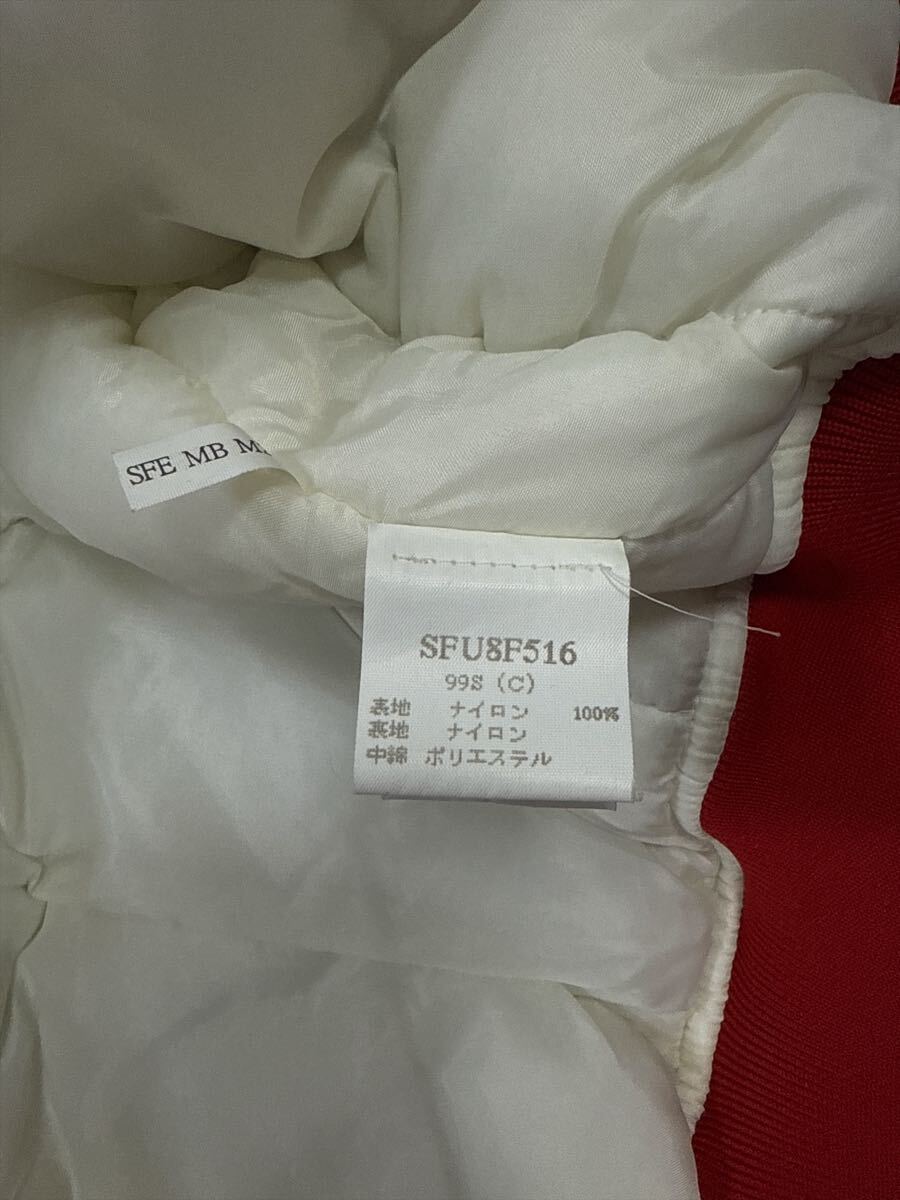 SFE MB
SFU8F516
99S (C)
表地 ナイロン 100%
裏地 ナイロン
中綿 ポリエステル